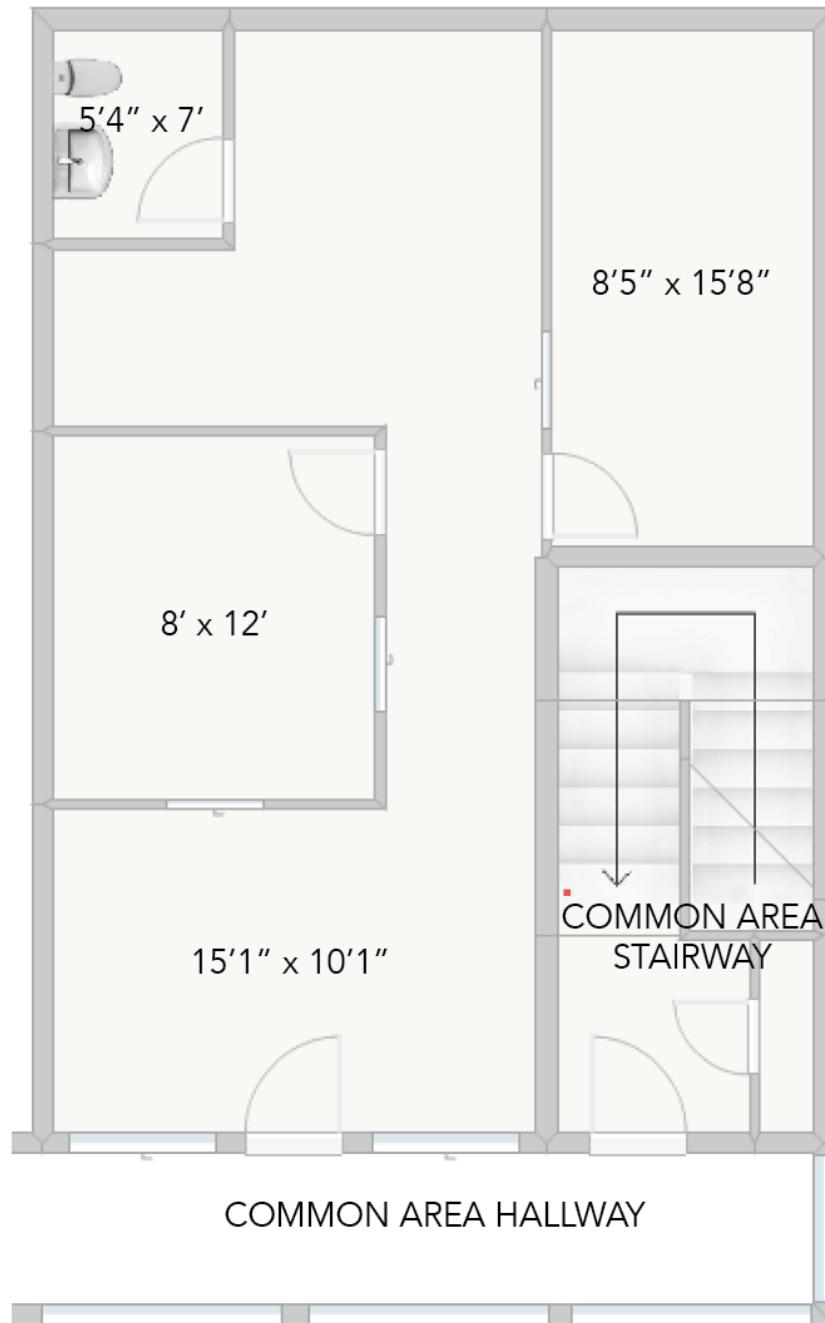 5’4” x 7’
8’5” x 15’8”
8’ x 12’
COMMON AREA
STAIRWAY
15’1” x 10’1”
COMMON AREA HALLWAY